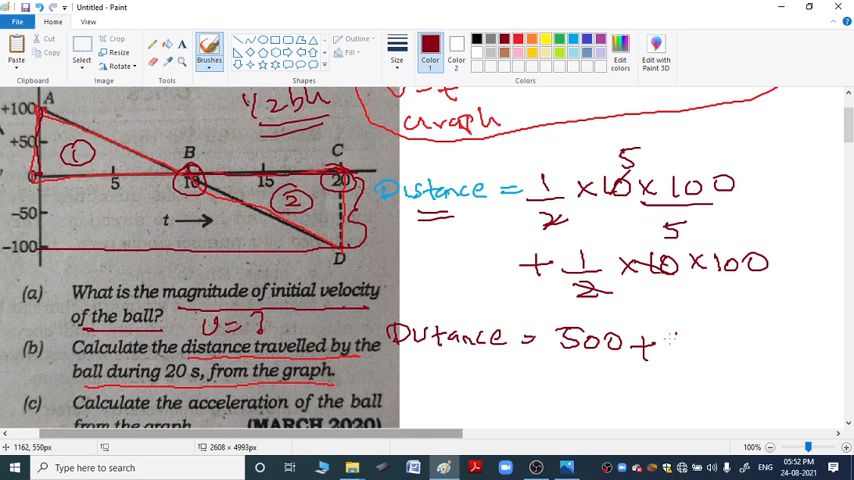 Untitled - Paint
File Home View
Cut
Copy
Paste
Clipboard
Crop
Resize
Rotate
Select
Image
A
Tools
Brushes
Shapes
Outline
Fill
Size
Color 1
Color 2
Colors
Edit colors
Edit with Paint 3D
A
+100
+50
0
-50
-100
5
B
10
15
C
20
t
D
1
2
1/2bh
v-t
Graph
Distance = 1/2 × 10 × 100
5
5
+ 1/2 × 10 × 100
Distance = 500 +
(a) What is the magnitude of initial velocity
of the ball?
u = ?
(b) Calculate the distance travelled by the
ball during 20 s, from the graph.
(c) Calculate the acceleration of the ball
from the graph. (MARCH 2020)
1162, 550px
2608 × 4993px
100%
Type here to search
ENG
05:52 PM
24-08-2021